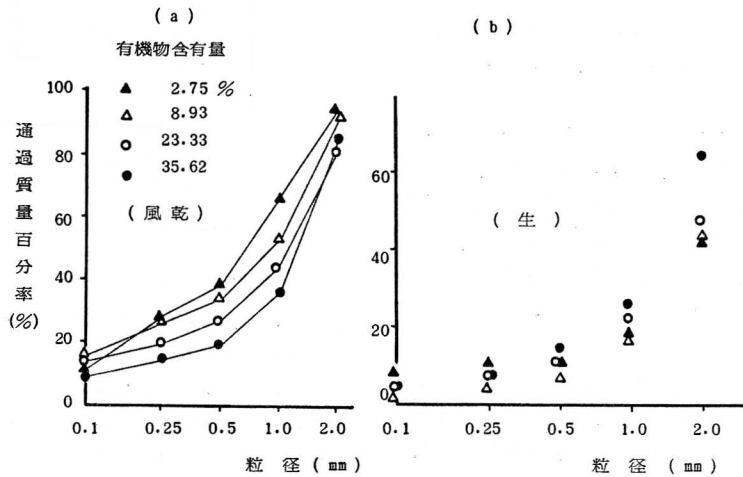 (a)
有機物含有量
▲ 2.75 %
△ 8.93
○ 23.33
● 35.62
(風乾)
通過質量百分率(%)
100
80
60
40
20
0
0.1 0.25 0.5 1.0 2.0
粒径(mm)
(b)
(生)
60
40
20
0
0.1 0.25 0.5 1.0 2.0
粒径(mm)